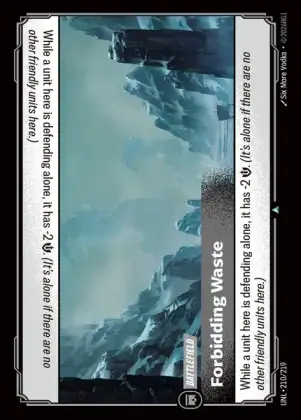 While a unit here is defending alone, it has -2 . (It's alone if there are no
other friendly units here.)
BATTLEFIELD
Forbidding Waste
While a unit here is defending alone, it has -2 . (It's alone if there are no
other friendly units here.)
UNL • 210/219
Six More Vodka • ©2026RG1